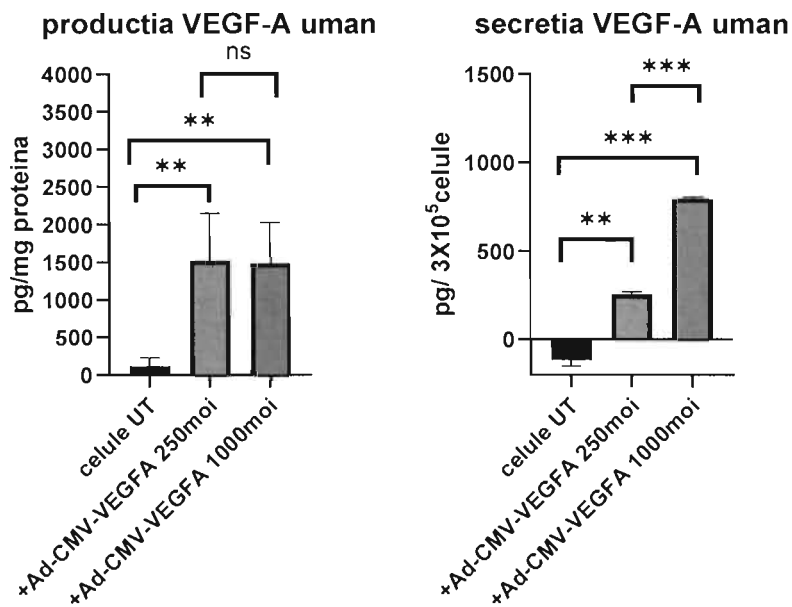 productia VEGF-A uman
pg/mg proteina
4000
3500
3000
2500
2000
1500
1000
500
0
ns
**
**
celule UT
+Ad-CMV-VEGFA 250moi
+Ad-CMV-VEGFA 1000moi
secretia VEGF-A uman
pg/ 3X10⁵celule
1500
1000
500
0
***
***
**
celule UT
+Ad-CMV-VEGFA 250moi
+Ad-CMV-VEGFA 1000moi